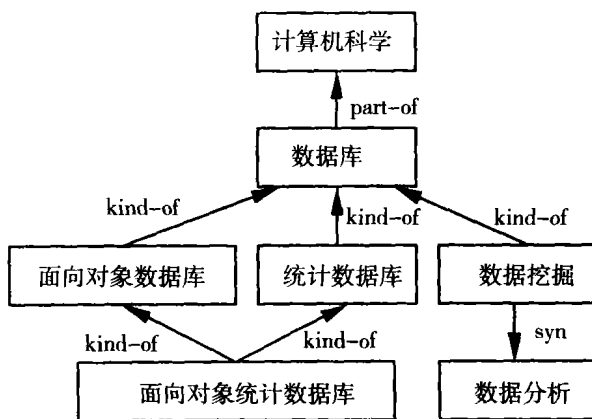 计算机科学
part-of
数据库
kind-of
kind-of
kind-of
面向对象数据库
统计数据库
数据挖掘
kind-of
kind-of
syn
面向对象统计数据库
数据分析